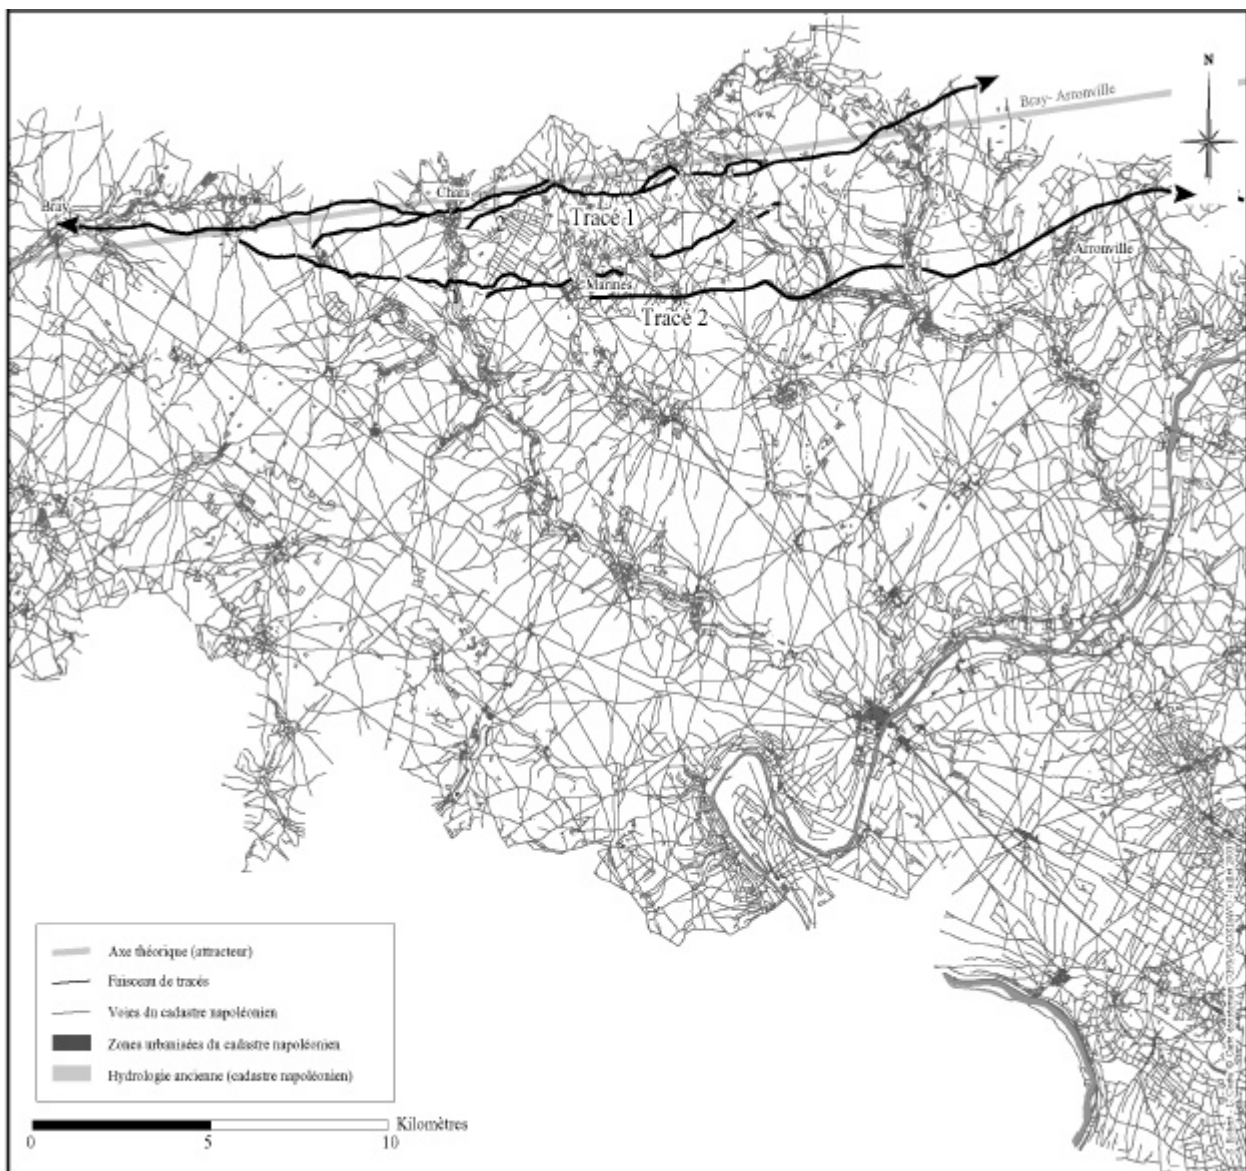 N
Bray- Arronville
Bray
Chars
Tracé 1
Arronville
Marines
Tracé 2
Axe théorique (attracteur)
Faisceau de tracés
Voies du cadastre napoléonien
Zones urbanisées du cadastre napoléonien
Hydrologie ancienne (cadastre napoléonien)
Kilomètres
0 5 10